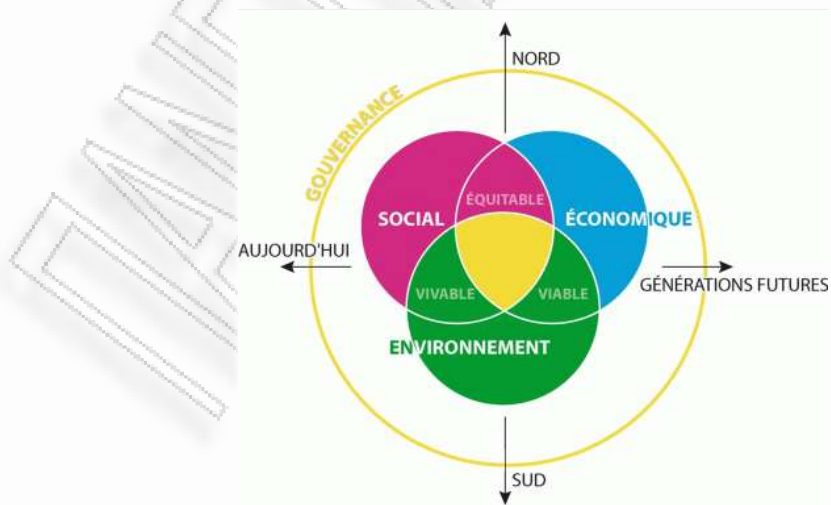 NORD
GOUVERNANCE
ÉQUITABLE
SOCIAL
ÉCONOMIQUE
AUJOURD'HUI
GÉNÉRATIONS FUTURES
VIVABLE
VIABLE
ENVIRONNEMENT
SUD